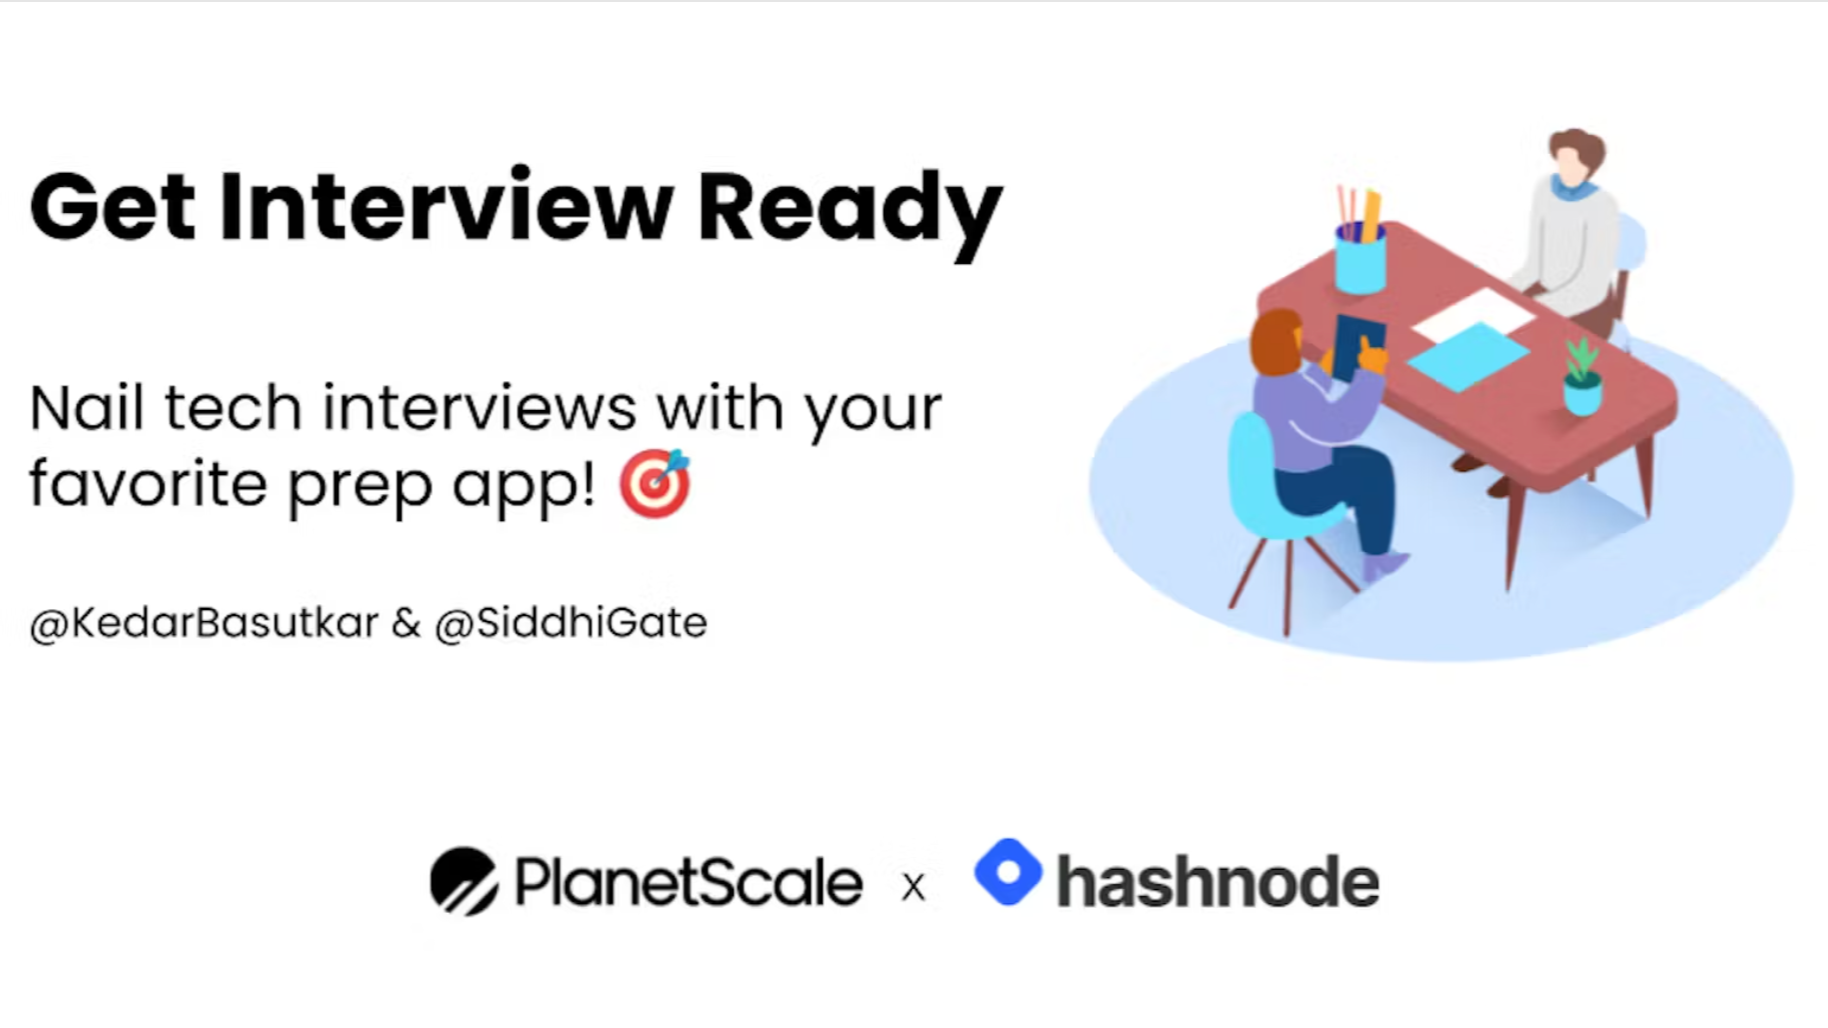 Get Interview Ready
Nail tech interviews with your
favorite prep app! 🎯
@KedarBasutkar & @SiddhiGate
PlanetScale x hashnode